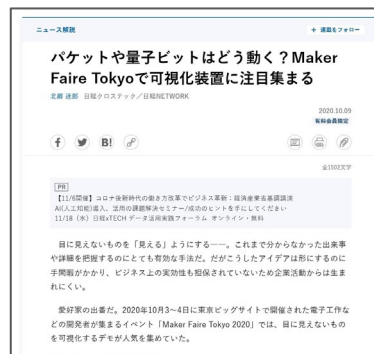 ニュース解説
+ 連載をフォロー
パケットや量子ビットはどう動く？Maker
Faire Tokyoで可視化装置に注目集まる
北郷 達郎 日経クロステック／日経NETWORK
2020.10.09
有料会員限定
f B!
全1502文字
PR
【11/6開催】コロナ後新時代の働き方改革でビジネス革新：経済産業省基調講演
AI(人工知能)導入、活用の課題解決セミナー/成功のヒントを手にしてください
11/18（水）日経xTECH データ活用実践フォーラム オンライン・無料
目に見えないものを「見える」ようにする――。これまで分からなかった出来事
や詳細を把握するのにとても有効な手法だ。だがこうしたアイデアは形にするのに
手間暇がかかり、ビジネス上の実効性も担保されていないため企業活動からは生ま
れにくい。
愛好家の出番だ。2020年10月3～4日に東京ビッグサイトで開催された電子工作な
どの開発者が集まるイベント「Maker Faire Tokyo 2020」では、目に見えないもの
を可視化するデモが人気を集めていた。